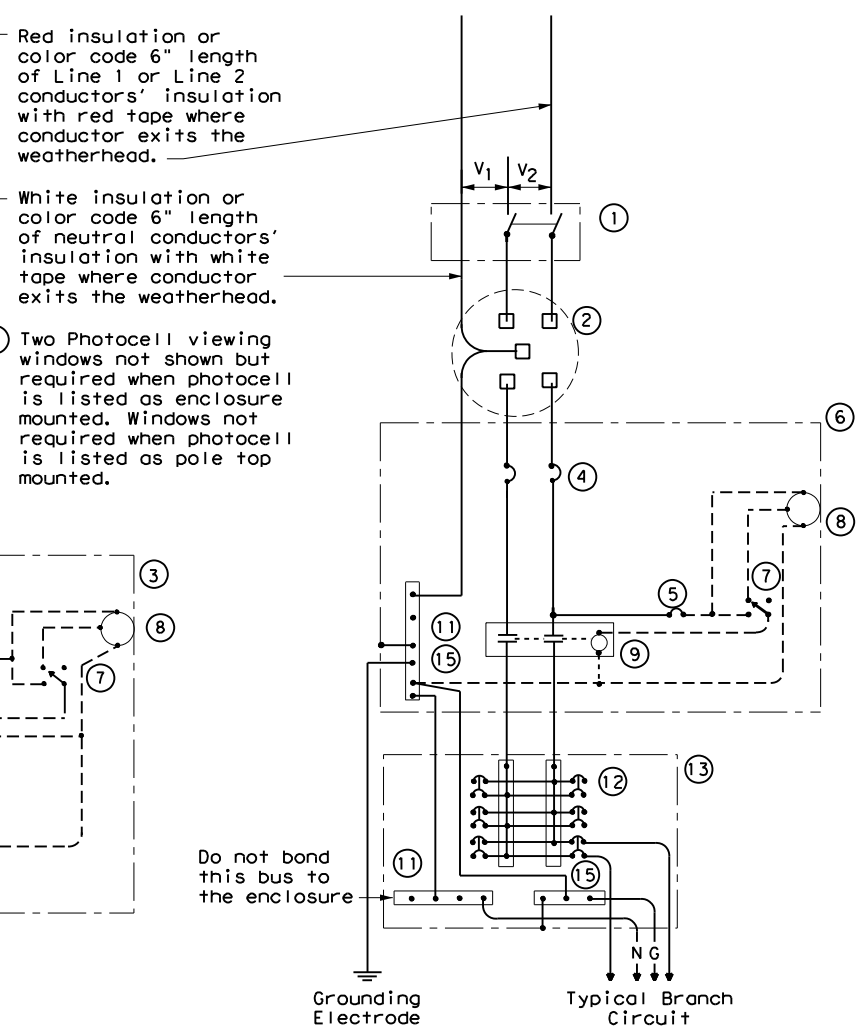 Red insulation or
color code 6" length
of Line 1 or Line 2
conductors' insulation
with red tape where
conductor exits the
weatherhead.
White insulation or
color code 6" length
of neutral conductors'
insulation with white
tape where conductor
exits the weatherhead.
Two Photocell viewing
windows not shown but
required when photocell
is listed as enclosure
mounted. Windows not
required when photocell
is listed as pole top
mounted.
V1 V2
1
2
6
4
8
5
7
3
8
7
11
15
9
13
12
11
15
Do not bond
this bus to
the enclosure
N G
Grounding
Electrode
Typical Branch
Circuit